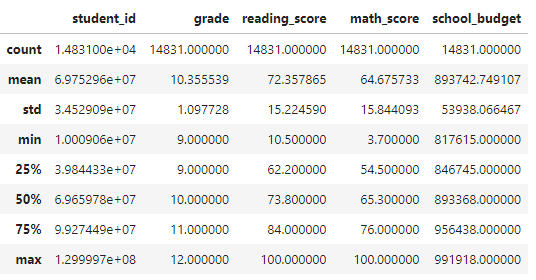 student_id grade reading_score math_score school_budget
count 1.483100e+04 14831.000000 14831.000000 14831.000000 14831.000000
mean 6.975296e+07 10.355539 72.357865 64.675733 893742.749107
std 3.452909e+07 1.097728 15.224590 15.844093 53938.066467
min 1.000906e+07 9.000000 10.500000 3.700000 817615.000000
25% 3.984433e+07 9.000000 62.200000 54.500000 846745.000000
50% 6.965978e+07 10.000000 73.800000 65.300000 893368.000000
75% 9.927449e+07 11.000000 84.000000 76.000000 956438.000000
max 1.299997e+08 12.000000 100.000000 100.000000 991918.000000